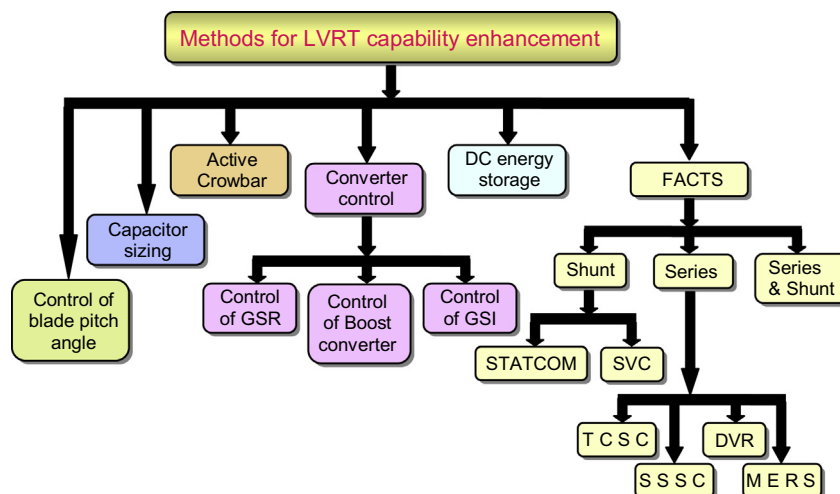 Methods for LVRT capability enhancement
Active
Crowbar
DC energy
storage
Converter
control
FACTS
Capacitor
sizing
Control of
blade pitch
angle
Control
of GSR
Control
of Boost
converter
Control
of GSI
Shunt
Series
Series
& Shunt
STATCOM
SVC
T C S C
DVR
S S S C
M E R S